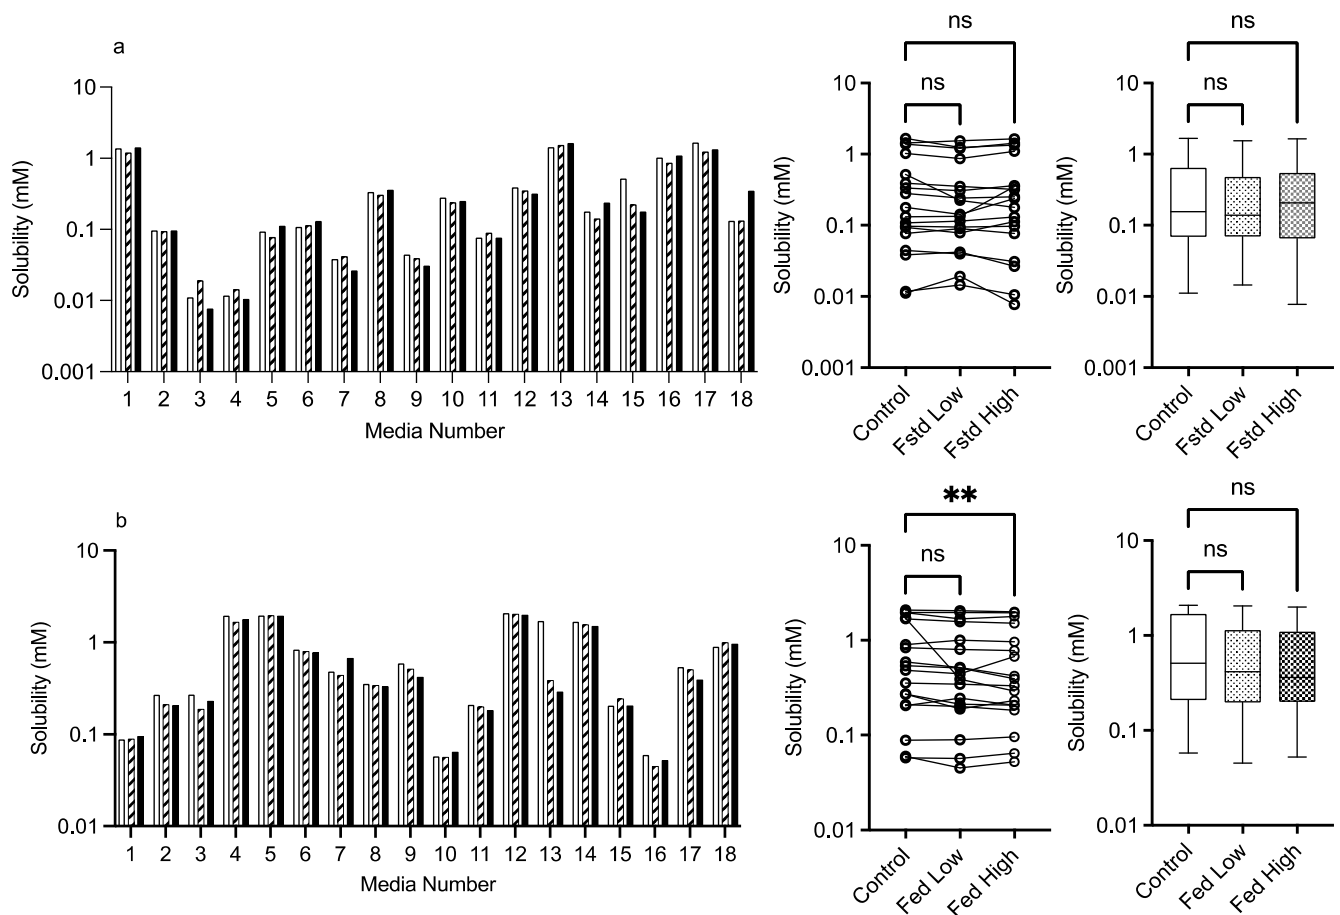 a
Solubility (mM)
10
1
0.1
0.01
0.001
1 2 3 4 5 6 7 8 9 10 11 12 13 14 15 16 17 18
Media Number
ns
ns
Solubility (mM)
10
1
0.1
0.01
0.001
Control
Fstd Low
Fstd High
ns
ns
Solubility (mM)
10
1
0.1
0.01
0.001
Control
Fstd Low
Fstd High
b
Solubility (mM)
10
1
0.1
0.01
1 2 3 4 5 6 7 8 9 10 11 12 13 14 15 16 17 18
Media Number
**
ns
Solubility (mM)
10
1
0.1
0.01
Control
Fed Low
Fed High
ns
ns
Solubility (mM)
10
1
0.1
0.01
Control
Fed Low
Fed High